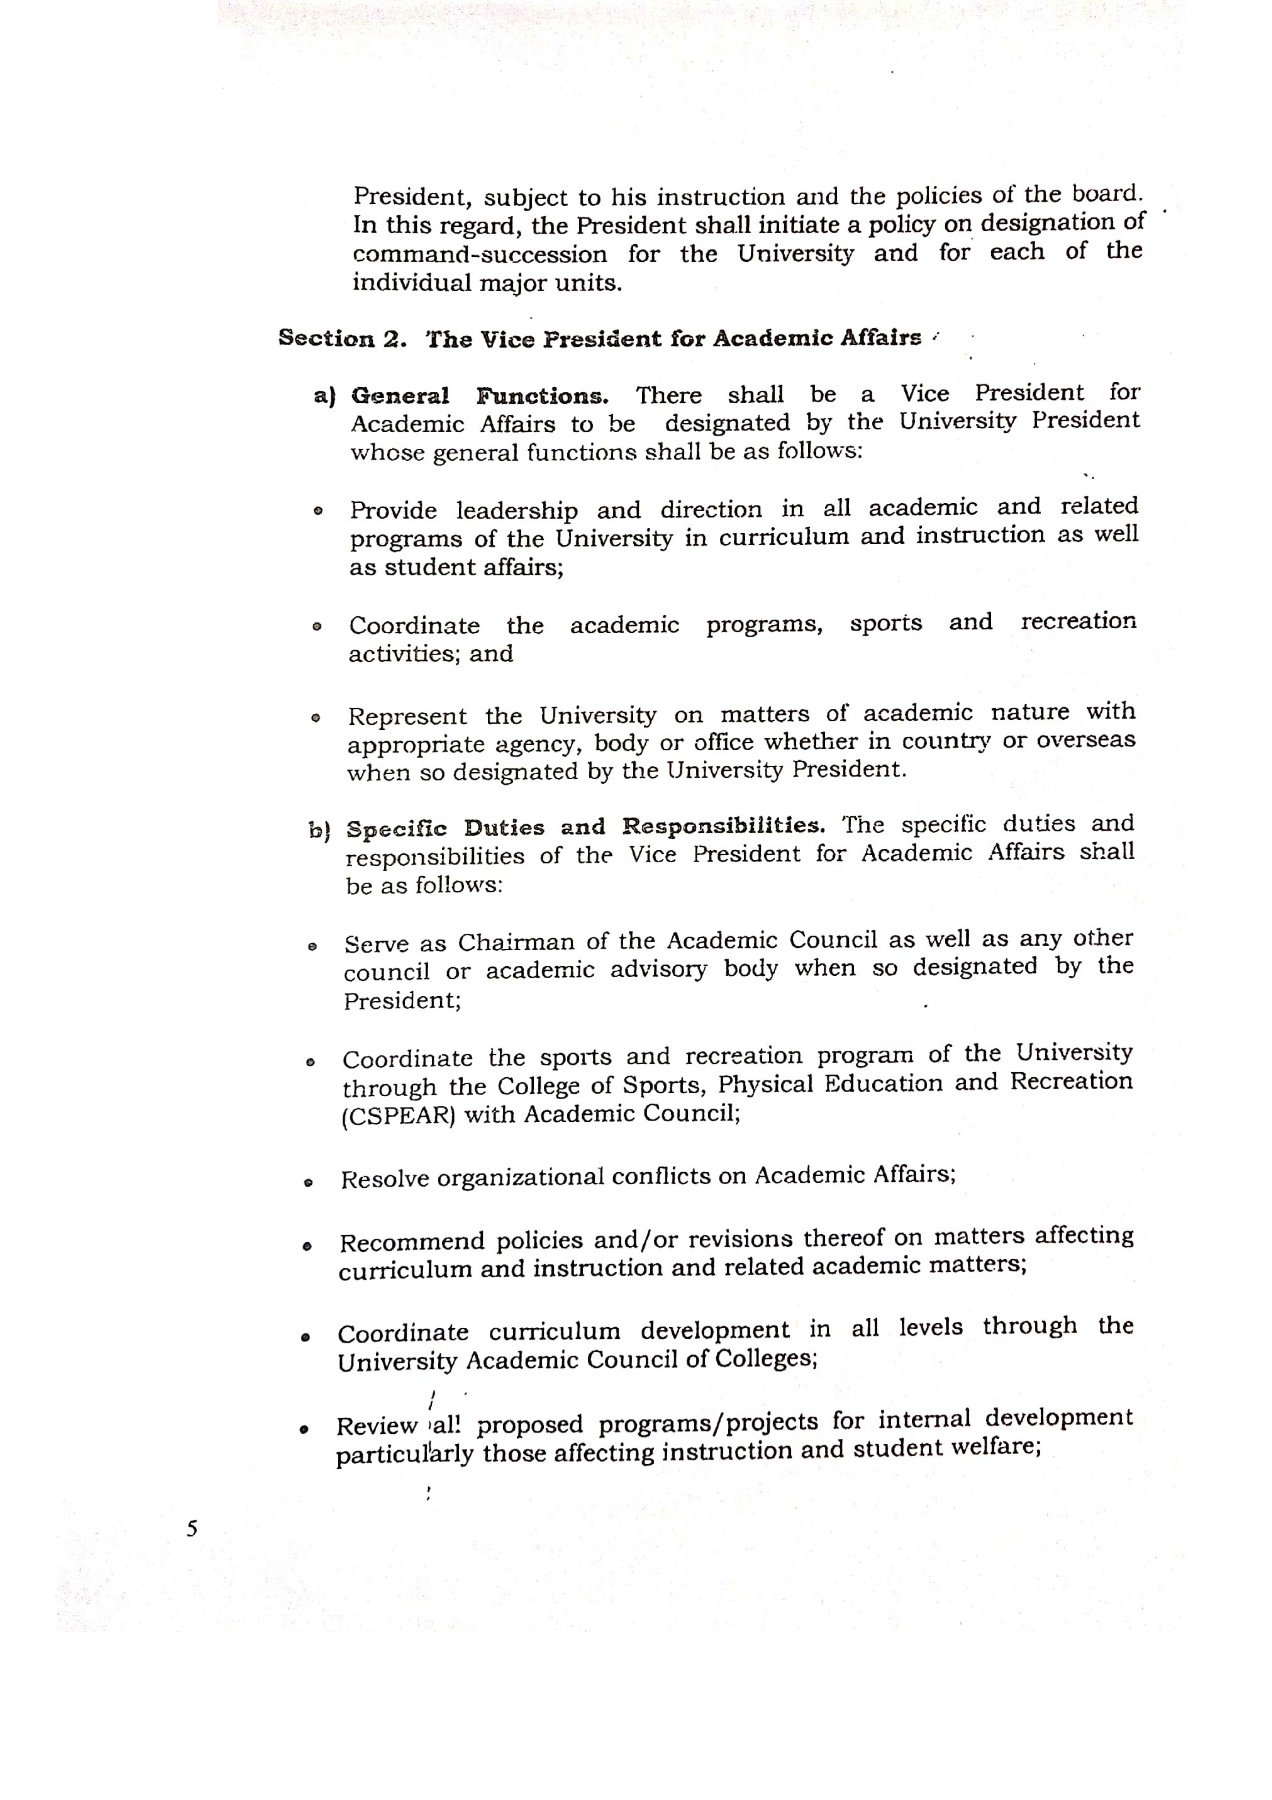 President, subject to his instruction and the policies of the board.
In this regard, the President shall initiate a policy on designation of
command-succession for the University and for each of the
individual major units.
Section 2. The Vice President for Academic Affairs
a) General Functions. There shall be a Vice President for
Academic Affairs to be designated by the University President
whose general functions shall be as follows:
• Provide leadership and direction in all academic and related
programs of the University in curriculum and instruction as well
as student affairs;
• Coordinate the academic programs, sports and recreation
activities; and
• Represent the University on matters of academic nature with
appropriate agency, body or office whether in country or overseas
when so designated by the University President.
b) Specific Duties and Responsibilities. The specific duties and
responsibilities of the Vice President for Academic Affairs shall
be as follows:
• Serve as Chairman of the Academic Council as well as any other
council or academic advisory body when so designated by the
President;
• Coordinate the sports and recreation program of the University
through the College of Sports, Physical Education and Recreation
(CSPEAR) with Academic Council;
• Resolve organizational conflicts on Academic Affairs;
• Recommend policies and/or revisions thereof on matters affecting
curriculum and instruction and related academic matters;
• Coordinate curriculum development in all levels through the
University Academic Council of Colleges;
• Review all proposed programs/projects for internal development
particularly those affecting instruction and student welfare;
5